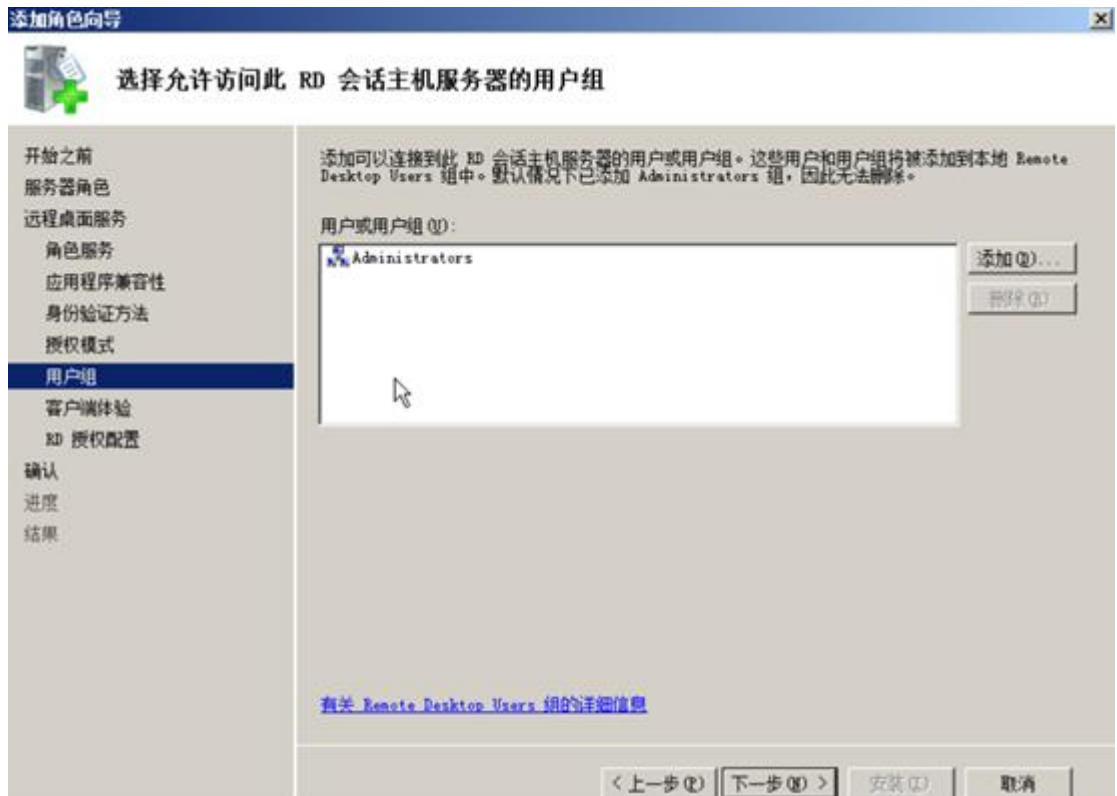 添加角色向导
选择允许访问此 RD 会话主机服务器的用户组
开始之前
服务器角色
远程桌面服务
角色服务
应用程序兼容性
身份验证方法
授权模式
用户组
客户端体验
RD 授权配置
确认
进度
结果
添加可以连接到此 RD 会话主机服务器的用户或用户组。这些用户和用户组将被添加到本地 Remote
Desktop Users 组中。默认情况下已添加 Administrators 组,因此无法删除。
用户或用户组(U):
Administrators
添加(D)...
删除(R)
有关 Remote Desktop Users 组的详细信息
< 上一步(P)
下一步(N) >
安装(I)
取消